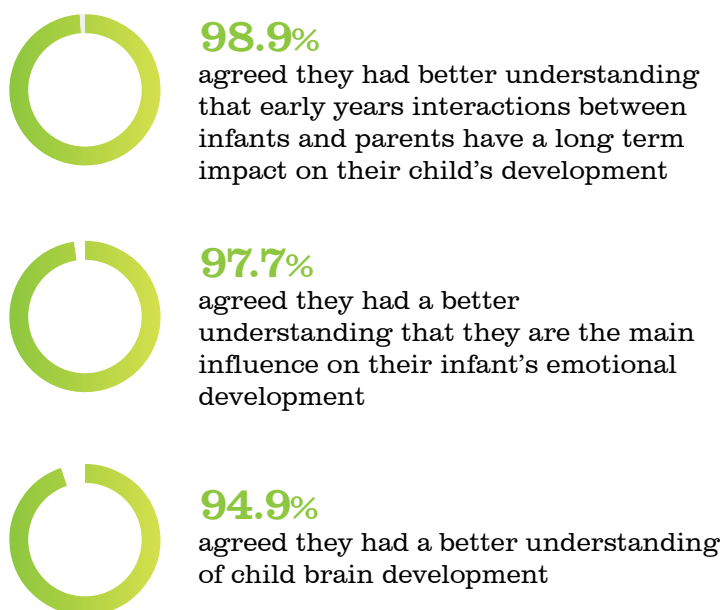 98.9%
agreed they had better understanding
that early years interactions between
infants and parents have a long term
impact on their child’s development
97.7%
agreed they had a better
understanding that they are the main
influence on their infant’s emotional
development
94.9%
agreed they had a better understanding
of child brain development